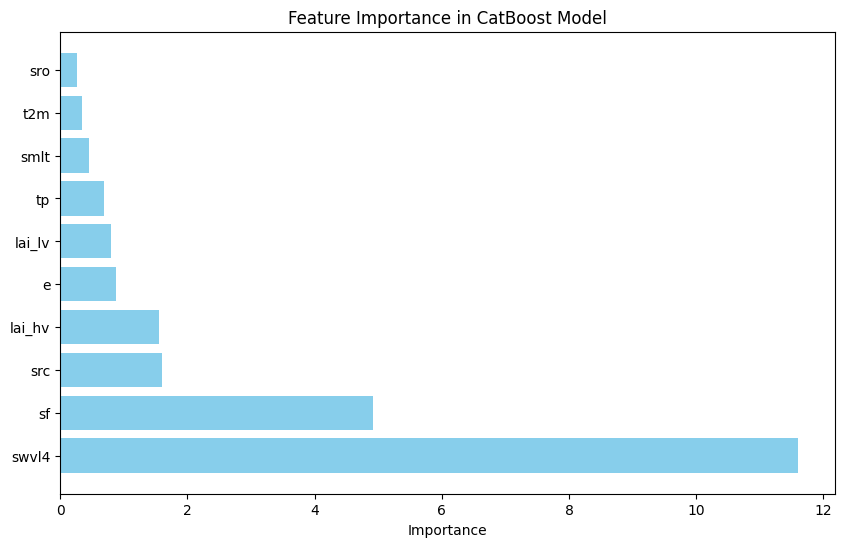 Feature Importance in CatBoost Model
sro
t2m
smlt
tp
lai_lv
e
lai_hv
src
sf
swvl4
0 2 4 6 8 10 12
Importance